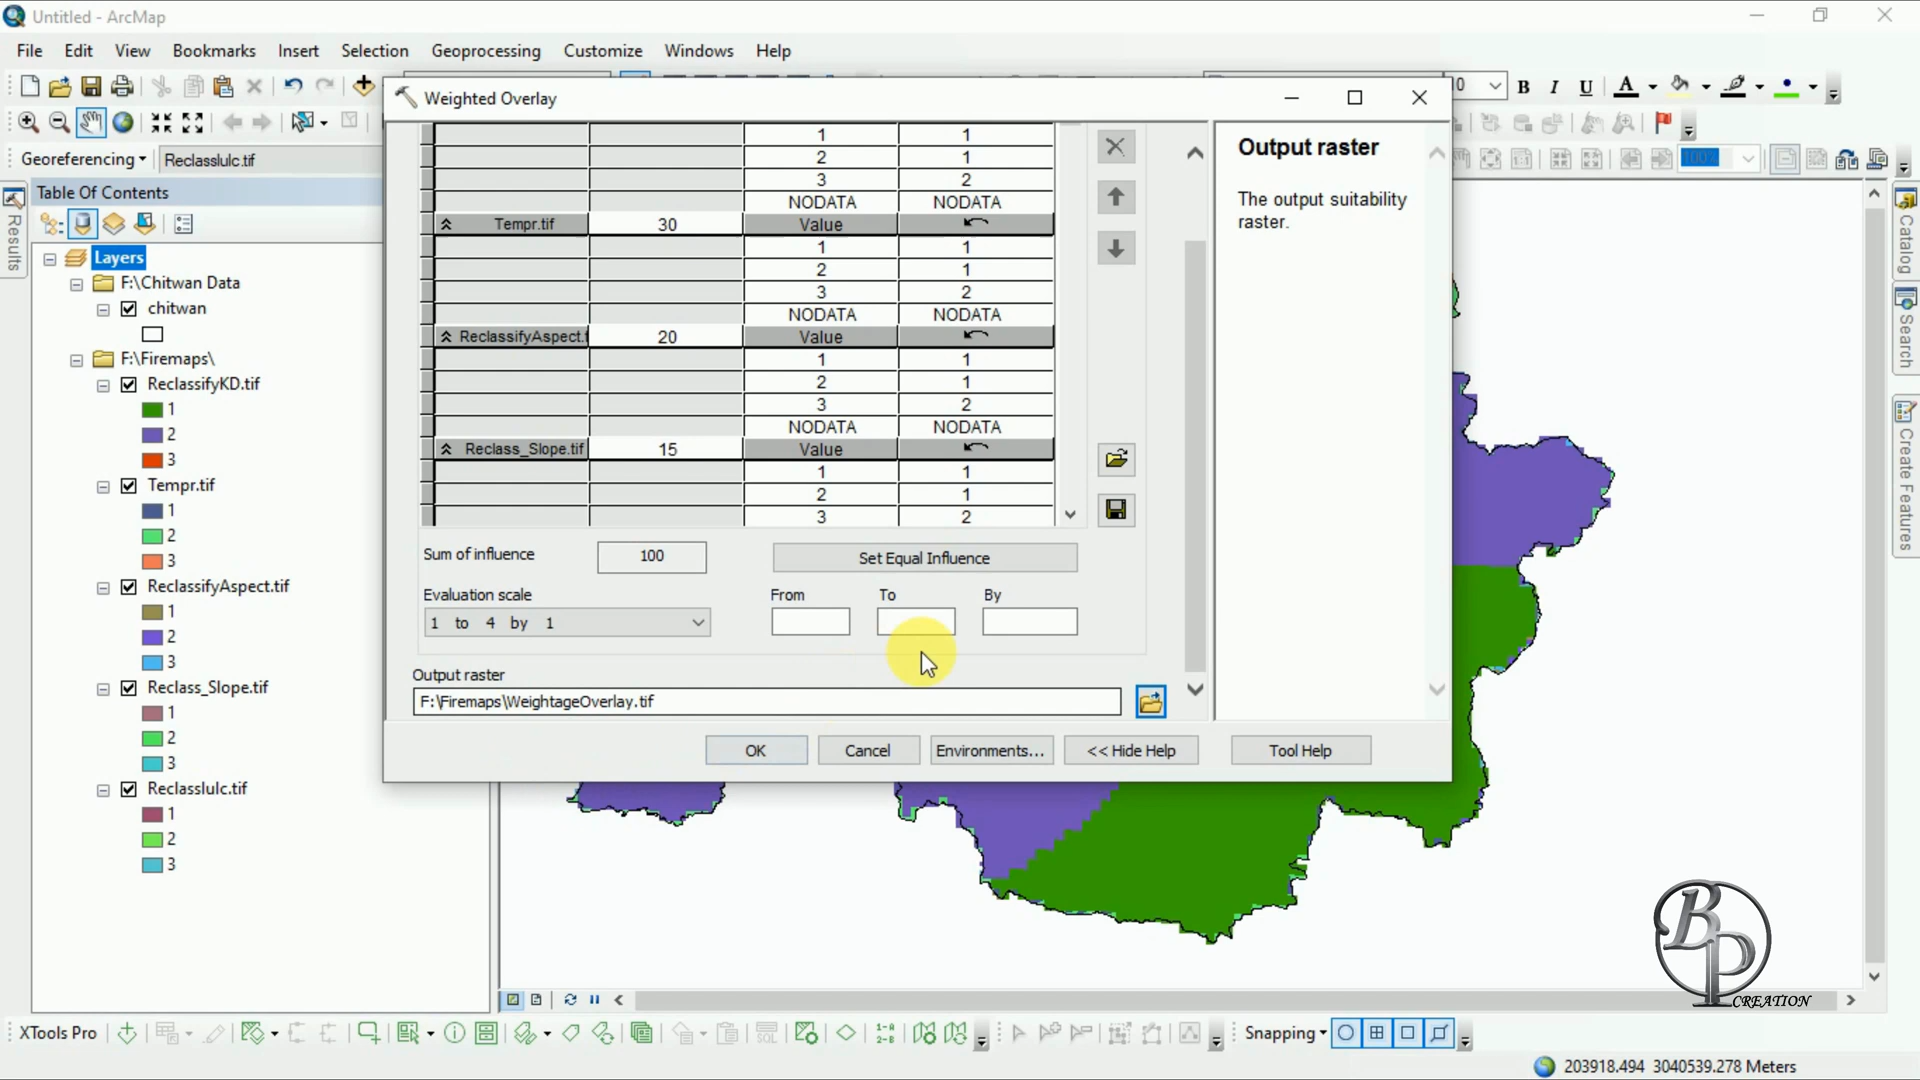 Untitled - ArcMap
File Edit View Bookmarks Insert Selection Geoprocessing Customize Windows Help
10 B I U A
Georeferencing Reclasslulc.tif 100%
Weighted Overlay
Table Of Contents
Results
Layers
F:\Chitwan Data
chitwan
F:\Firemaps\
ReclassifyKD.tif
1
2
3
Tempr.tif
1
2
3
ReclassifyAspect.tif
1
2
3
Reclass_Slope.tif
1
2
3
Reclasslulc.tif
1
2
3
1 1
2 1
3 2
NODATA NODATA
Tempr.tif 30 Value
1 1
2 1
3 2
NODATA NODATA
ReclassifyAspect.t 20 Value
1 1
2 1
3 2
NODATA NODATA
Reclass_Slope.tif 15 Value
1 1
2 1
3 2
Sum of influence 100 Set Equal Influence
Evaluation scale From To By
1 to 4 by 1
Output raster
F:\Firemaps\WeightageOverlay.tif
OK Cancel Environments... << Hide Help Tool Help
Output raster
The output suitability
raster.
Catalog
Search
Create Features
BP CREATION
XTools Pro SQL 1-A 2-B Snapping
203918.494 3040539.278 Meters